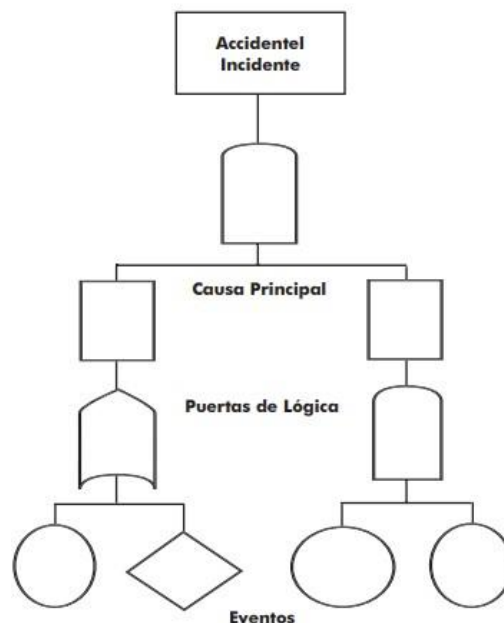 Accidentel
Incidente
Causa Principal
Puertas de Lógica
Eventos